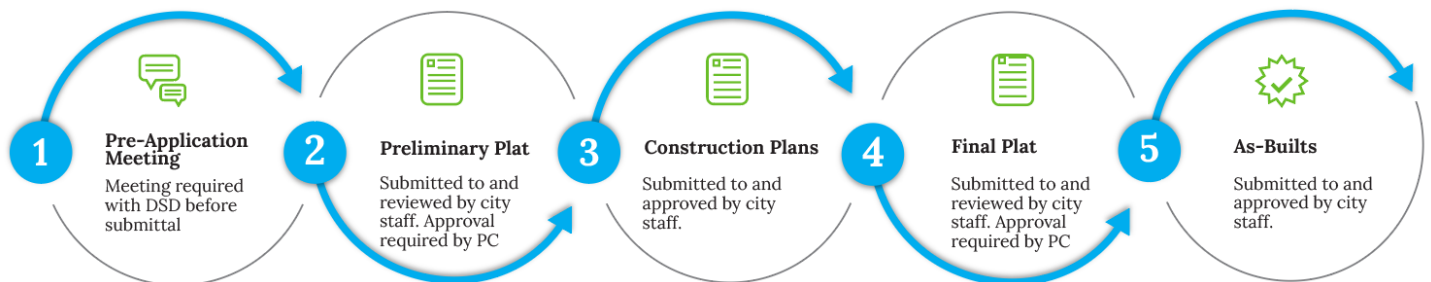 1
Pre-Application
Meeting
Meeting required
with DSD before
submittal
2
Preliminary Plat
Submitted to and
reviewed by city
staff. Approval
required by PC
3
Construction Plans
Submitted to and
approved by city
staff.
4
Final Plat
Submitted to and
reviewed by city
staff. Approval
required by PC
5
As-Builts
Submitted to and
approved by city
staff.